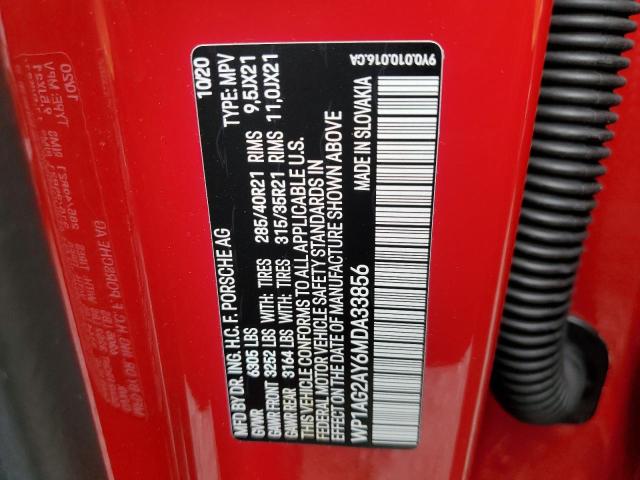 MFD BY DR. ING. H.C. F. PORSCHE AG 10/20
GVWR 6305 LBS TYPE: MPV
GAWR FRONT 3252 LBS WITH: TIRES 285/40R21 RIMS 9,5JX21
GAWR REAR 3164 LBS WITH: TIRES 315/35R21 RIMS 11,0JX21
THIS VEHICLE CONFORMS TO ALL APPLICABLE U.S.
FEDERAL MOTOR VEHICLE SAFETY STANDARDS IN
EFFECT ON THE DATE OF MANUFACTURE SHOWN ABOVE
WP1AG2AY6MDA33856 MADE IN SLOVAKIA
9Y0.010.016.CA